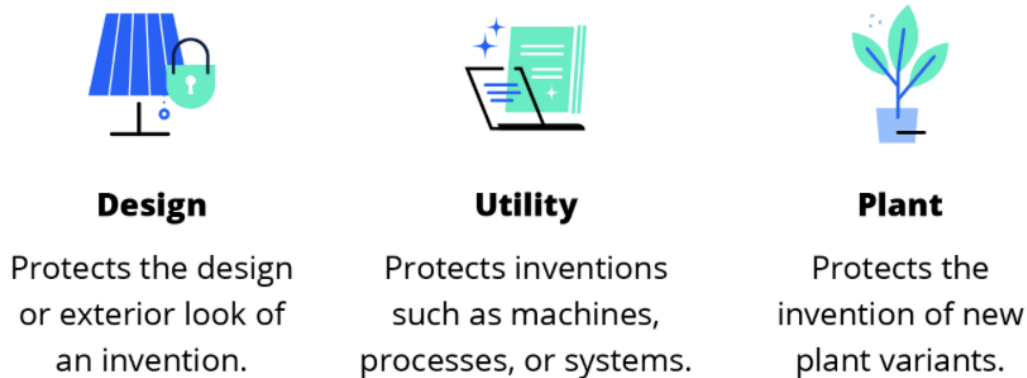 Design
Protects the design
or exterior look of
an invention.
Utility
Protects inventions
such as machines,
processes, or systems.
Plant
Protects the
invention of new
plant variants.